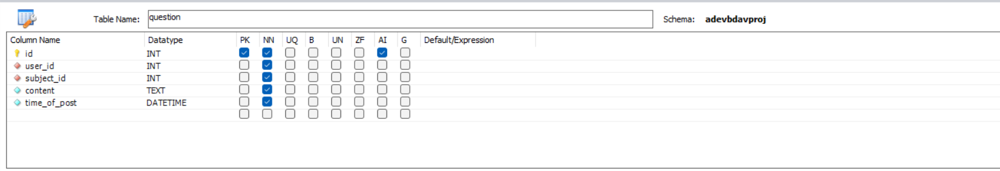 Table Name: question Schema: adevbdavproj
Column Name Datatype PK NN UQ B UN ZF AI G Default/Expression
id INT
user_id INT
subject_id INT
content TEXT
time_of_post DATETIME